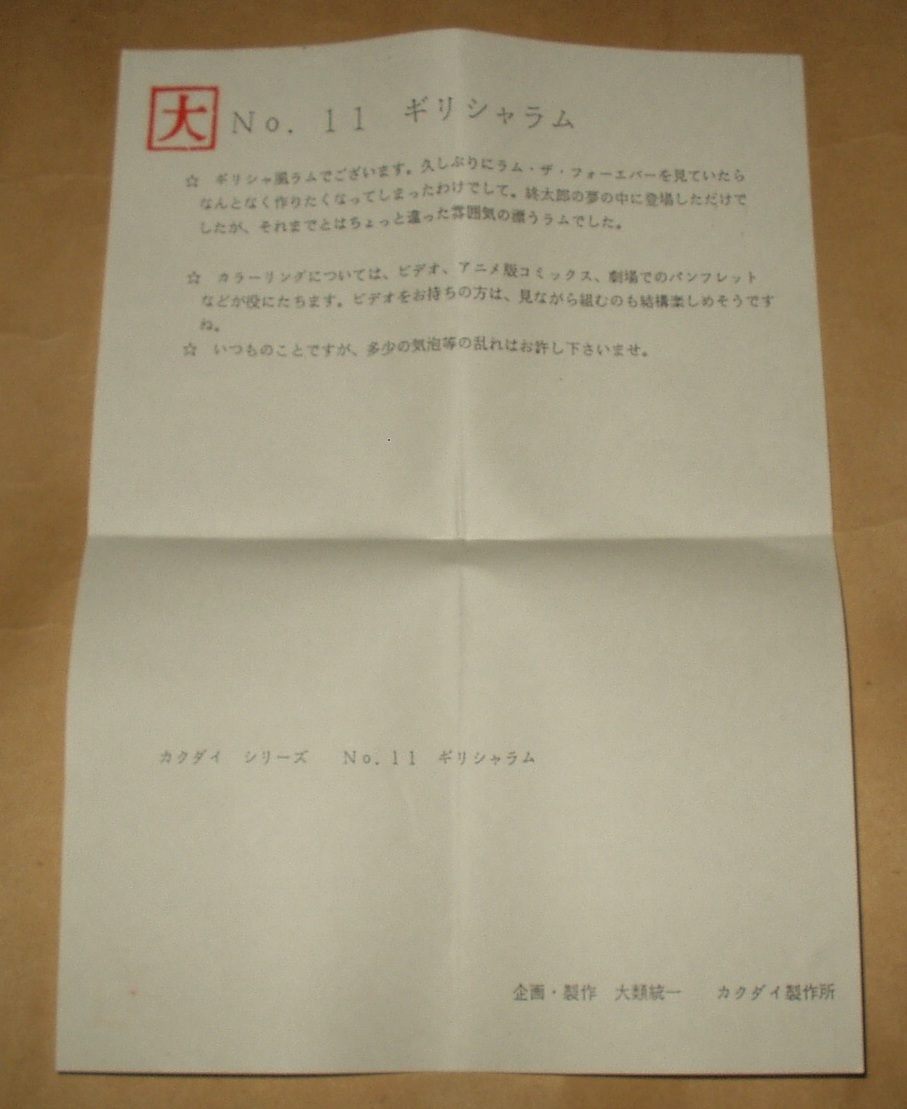 大 No. 11 ギリシャラム
☆ ギリシャ風ラムでございます。久しぶりにラム・ザ・フォーエバーを見ていたら
なんとなく作りたくなってしまったわけでして。終太郎の夢の中に登場しただけで
したが、それまでとはちょっと違った雰囲気の漂うラムでした。
☆ カラーリングについては、ビデオ、アニメ版コミックス、劇場でのパンフレット
などが役にたちます。ビデオをお持ちの方は、見ながら組むのも結構楽しめそうです
ね。
☆ いつものことですが、多少の気泡等の乱れはお許し下さいませ。
カクダイ シリーズ No. 11 ギリシャラム
企画・製作 大類統一 カクダイ製作所